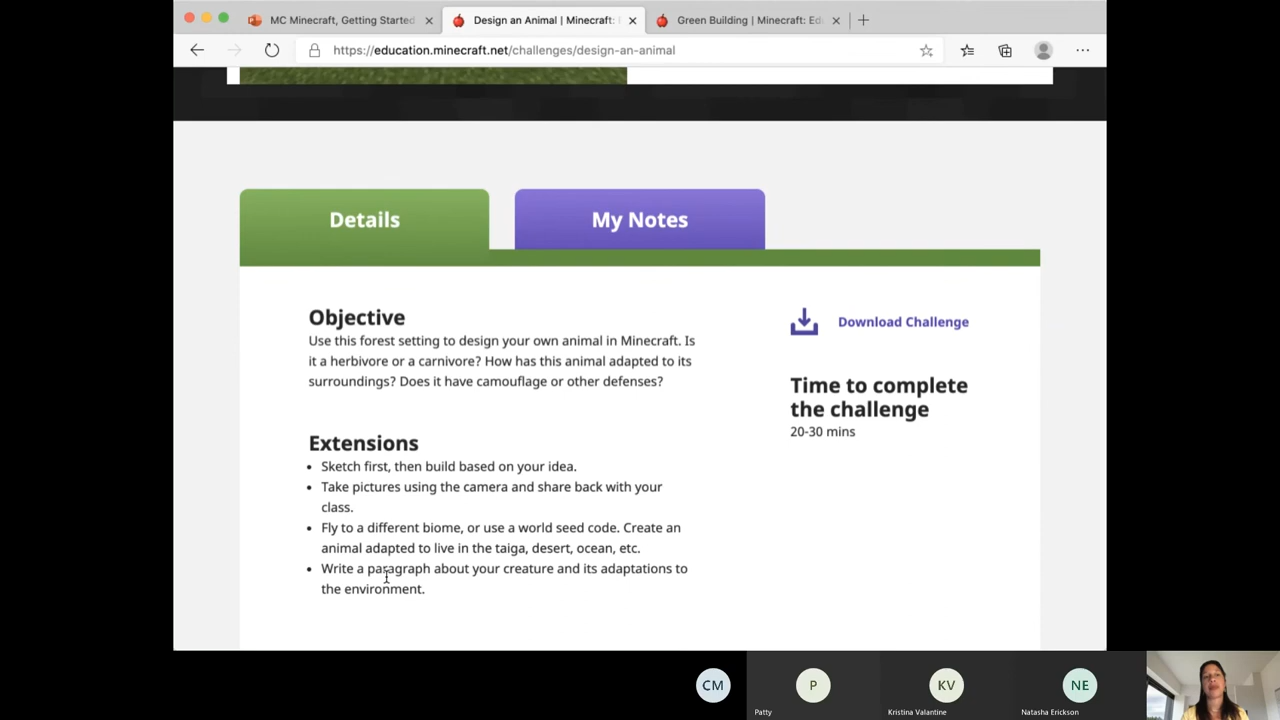 MC Minecraft, Getting Started
Design an Animal | Minecraft:
Green Building | Minecraft: Ed
https://education.minecraft.net/challenges/design-an-animal
Details
My Notes
Objective
Use this forest setting to design your own animal in Minecraft. Is
it a herbivore or a carnivore? How has this animal adapted to its
surroundings? Does it have camouflage or other defenses?
Extensions
• Sketch first, then build based on your idea.
• Take pictures using the camera and share back with your
class.
• Fly to a different biome, or use a world seed code. Create an
animal adapted to live in the taiga, desert, ocean, etc.
• Write a paragraph about your creature and its adaptations to
the environment.
Download Challenge
Time to complete
the challenge
20-30 mins
CM
P
KV
NE
Patty
Kristina Valantine
Natasha Erickson